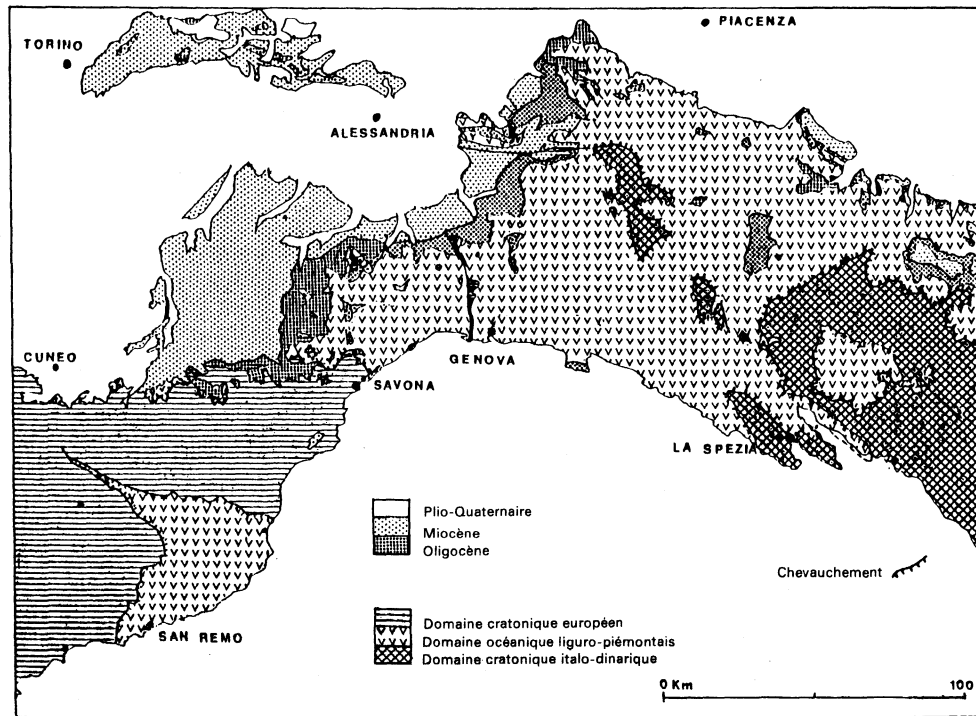 PIACENZA
TORINO
ALESSANDRIA
CUNEO
GENOVA
SAVONA
LA SPEZIA
Plio-Quaternaire
Miocène
Oligocène
Chevauchement
Domaine cratonique européen
Domaine océanique liguro-piémontais
Domaine cratonique italo-dinarique
SAN REMO
0 Km 100